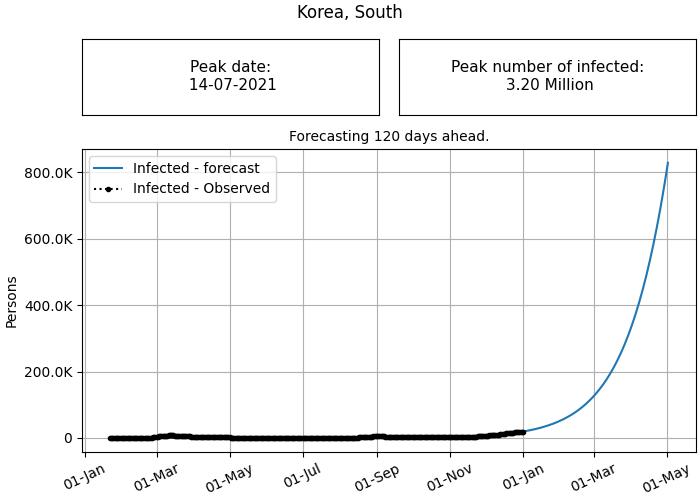 Korea, South
Peak date:
14-07-2021
Peak number of infected:
3.20 Million
Forecasting 120 days ahead.
Infected - forecast
Infected - Observed
800.0K
600.0K
400.0K
200.0K
0
Persons
01-Jan
01-Mar
01-May
01-Jul
01-Sep
01-Nov
01-Jan
01-Mar
01-May